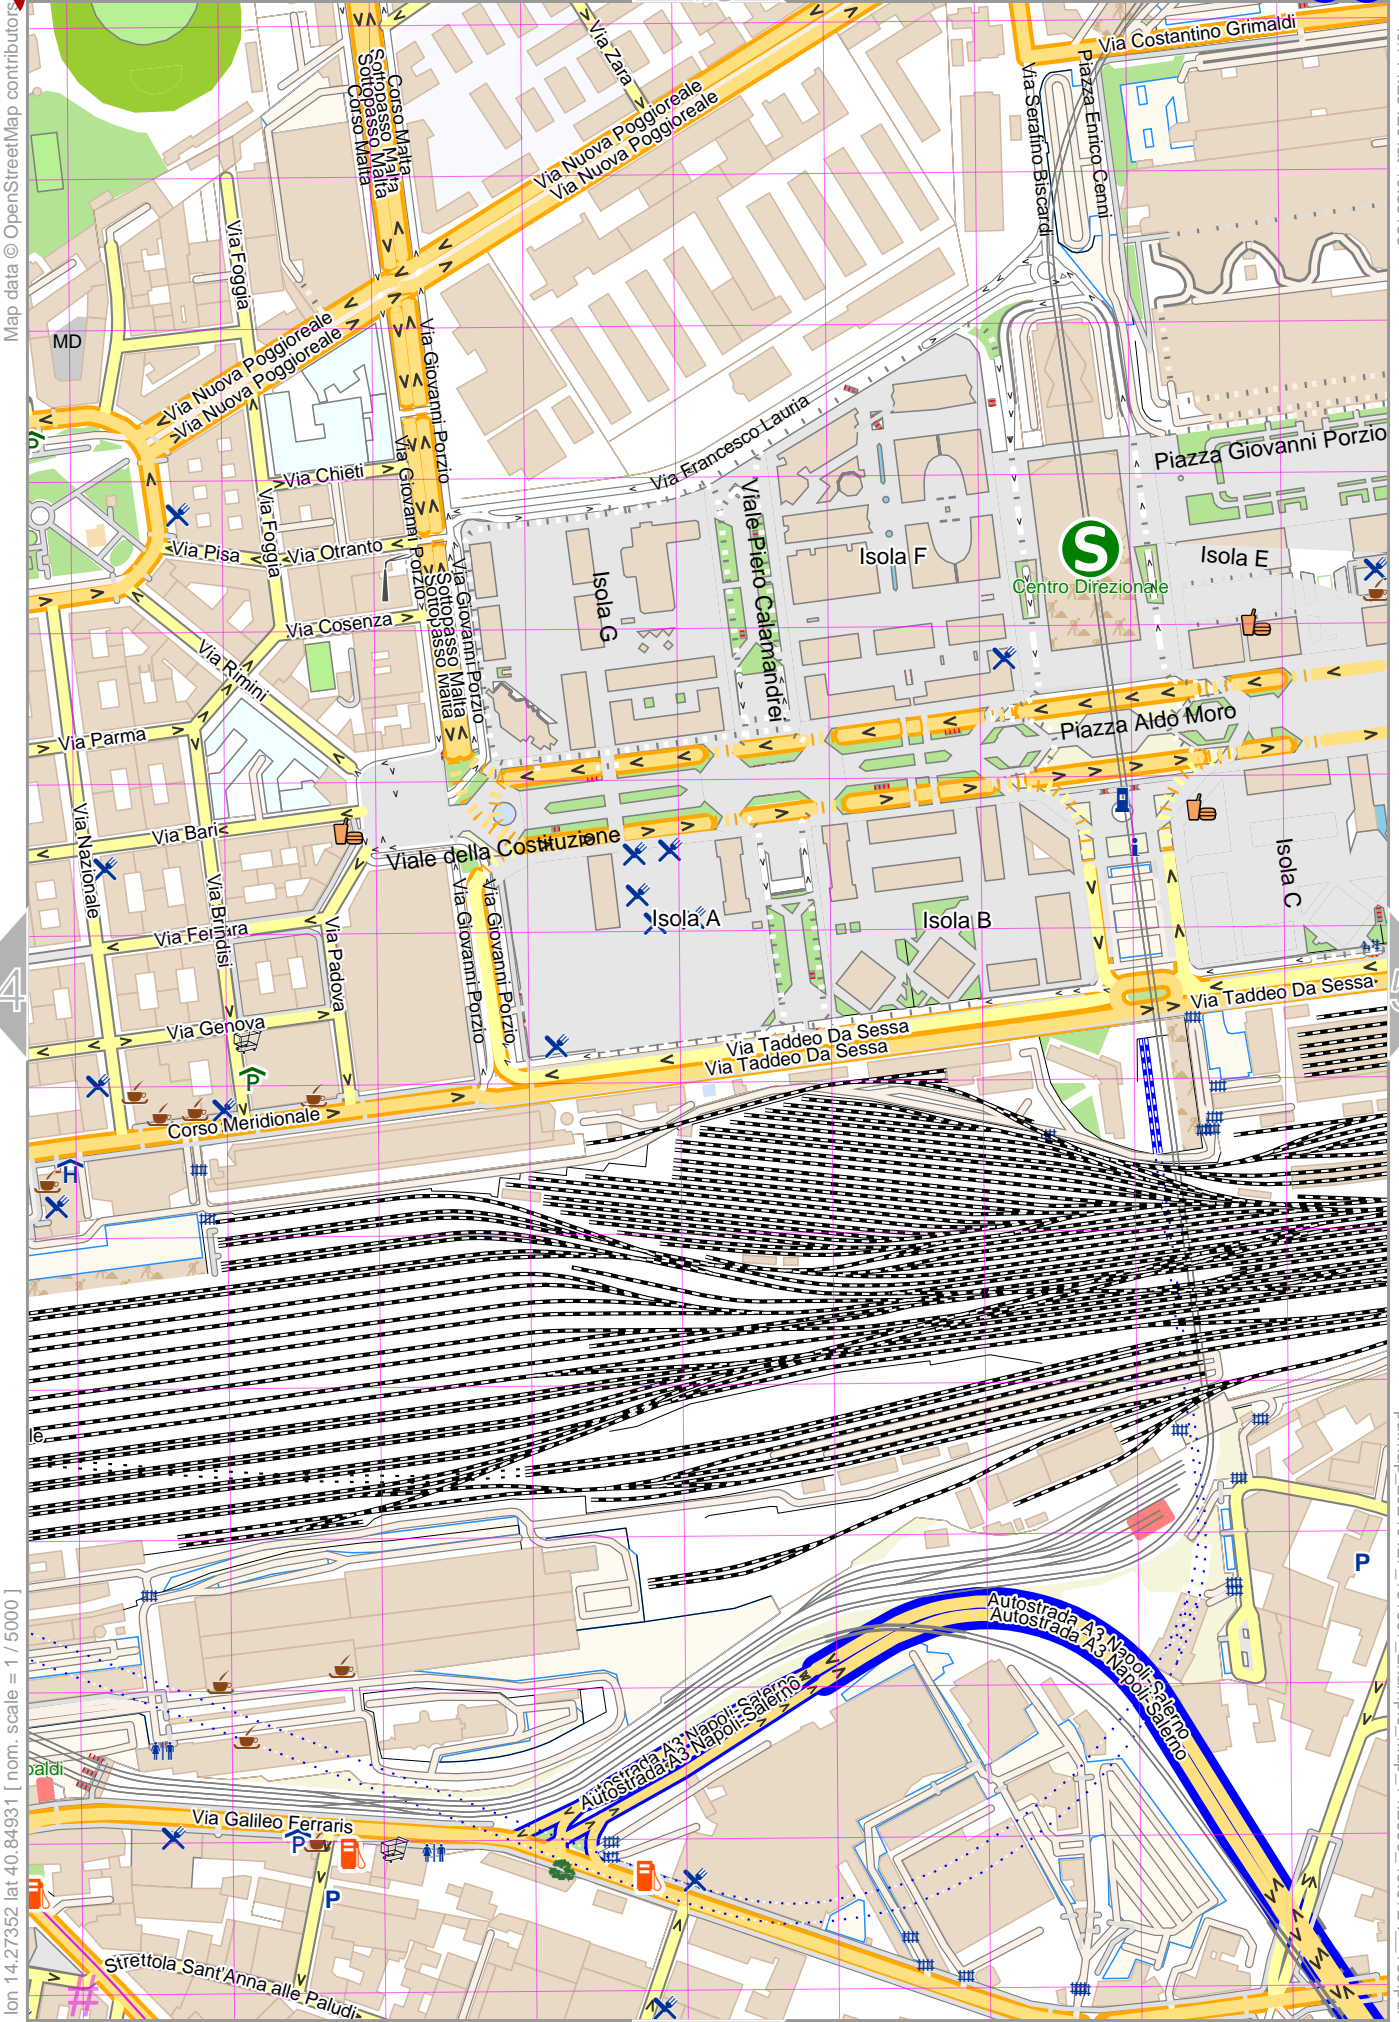 Map data © OpenStreetMap contributors
Via Costantino Grimaldi
Via Zara
Piazza Enrico Cenni
Via Serafino Biscardi
Corso Malta
Sottopasso Malta
Sottopasso Malta
Corso Malta
Via Nuova Poggioreale
Via Nuova Poggioreale
Via Foggia
MD
Via Nuova Poggioreale
Via Nuova Poggioreale
Via Giovanni Porzio
Via Francesco Lauria
Piazza Giovanni Porzio
Via Chieti
Via Giovanni Porzio
Via Foggia
Viale Piero Calamandrei
Via Pisa
Via Otranto
Isola F
S
Isola E
Centro Direzionale
Isola G
Via Giovanni Porzio
Sottopasso Malta
Sottopasso Malta
Via Cosenza
Via Rimini
Via Parma
Piazza Aldo Moro
Via Bari
Viale della Costituzione
Via Nazionale
Via Brindisi
Isola A
Isola B
Isola C
Via Ferrara
Via Padova
Via Giovanni Porzio
Via Giovanni Porzio
4
Via Taddeo Da Sessa
Via Genova
Via Taddeo Da Sessa
Via Taddeo Da Sessa
P
Corso Meridionale
H
le
P
Autostrada A3 Napoli-Salerno
Autostrada A3 Napoli-Salerno
Autostrada A3 Napoli-Salerno
Autostrada A3 Napoli-Salerno
baldi
Via Galileo Ferraris
P
P
Strettola Sant'Anna alle Paludi
lon 14.27352 lat 40.84931 [ nom. scale = 1 / 5000 ]